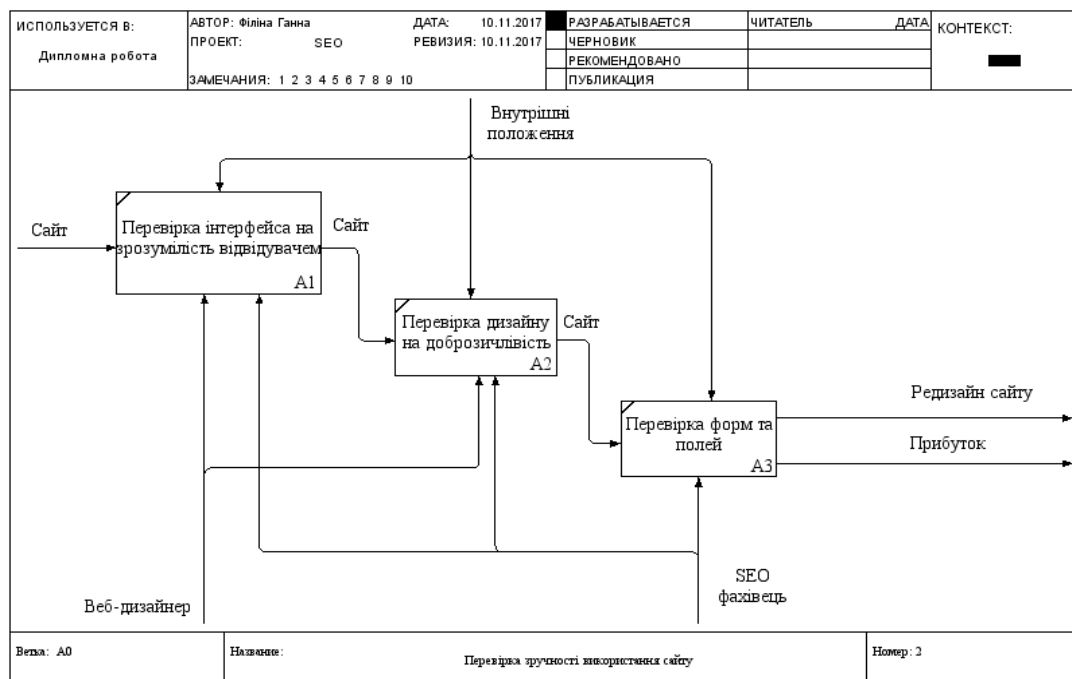 ИСПОЛЬЗУЕТСЯ В:
Дипломна робота
АВТОР: Філіна Ганна
ДАТА: 10.11.2017
ПРОЕКТ: SEO
РЕВИЗИЯ: 10.11.2017
ЗАМЕЧАНИЯ: 1 2 3 4 5 6 7 8 9 10
РАЗРАБАТЫВАЕТСЯ
ЧЕРНОВИК
РЕКОМЕНДОВАНО
ПУБЛИКАЦИЯ
ЧИТАТЕЛЬ
ДАТА
КОНТЕКСТ:
Внутрішні
положення
Сайт
Перевірка інтерфейса на
зрозумілість відвідувачем
A1
Сайт
Перевірка дизайну
на доброзичлівість
A2
Сайт
Перевірка форм та
полей
A3
Редизайн сайту
Прибуток
Веб-дизайнер
SEO
фахівець
Ветка: A0
Название:
Перевірка зручності використання сайту
Номер: 2